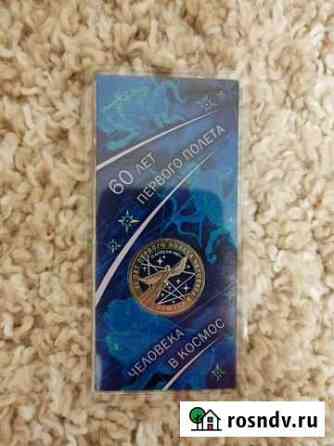 60 ЛЕТ
ПЕРВОГО ПОЛЕТА
ЧЕЛОВЕКА
В КОСМОС
rosndv.ru